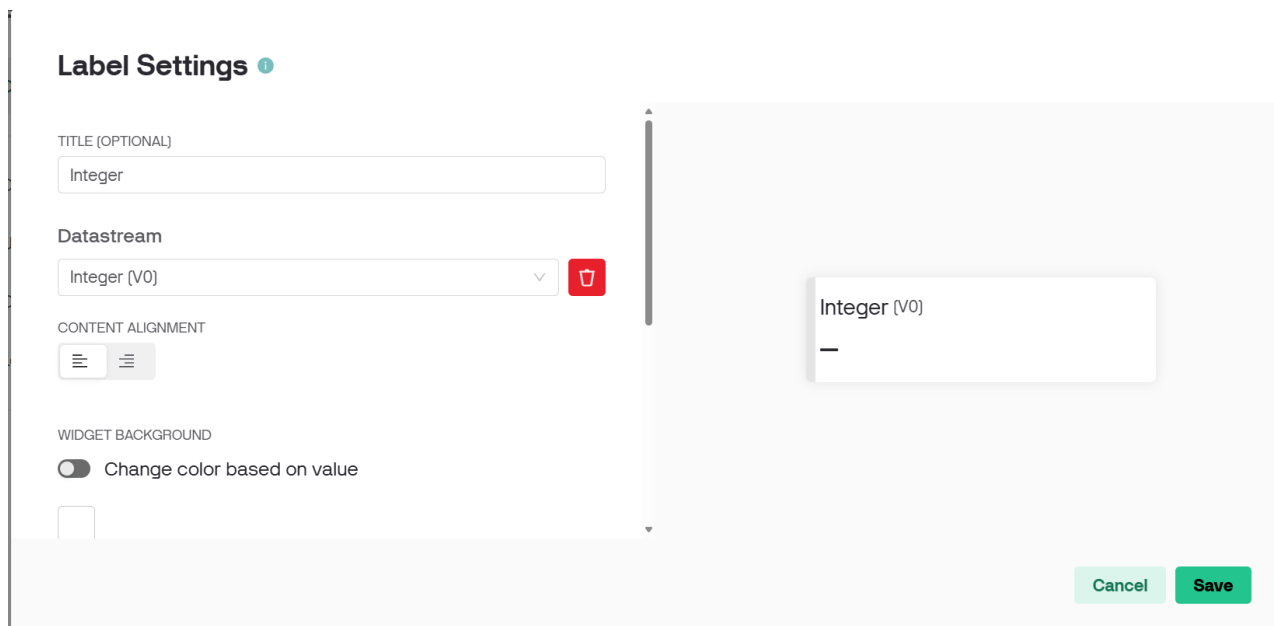 Label Settings
TITLE (OPTIONAL)
Integer
Datastream
Integer (V0)
CONTENT ALIGNMENT
WIDGET BACKGROUND
Change color based on value
Integer (V0)
–
Cancel
Save